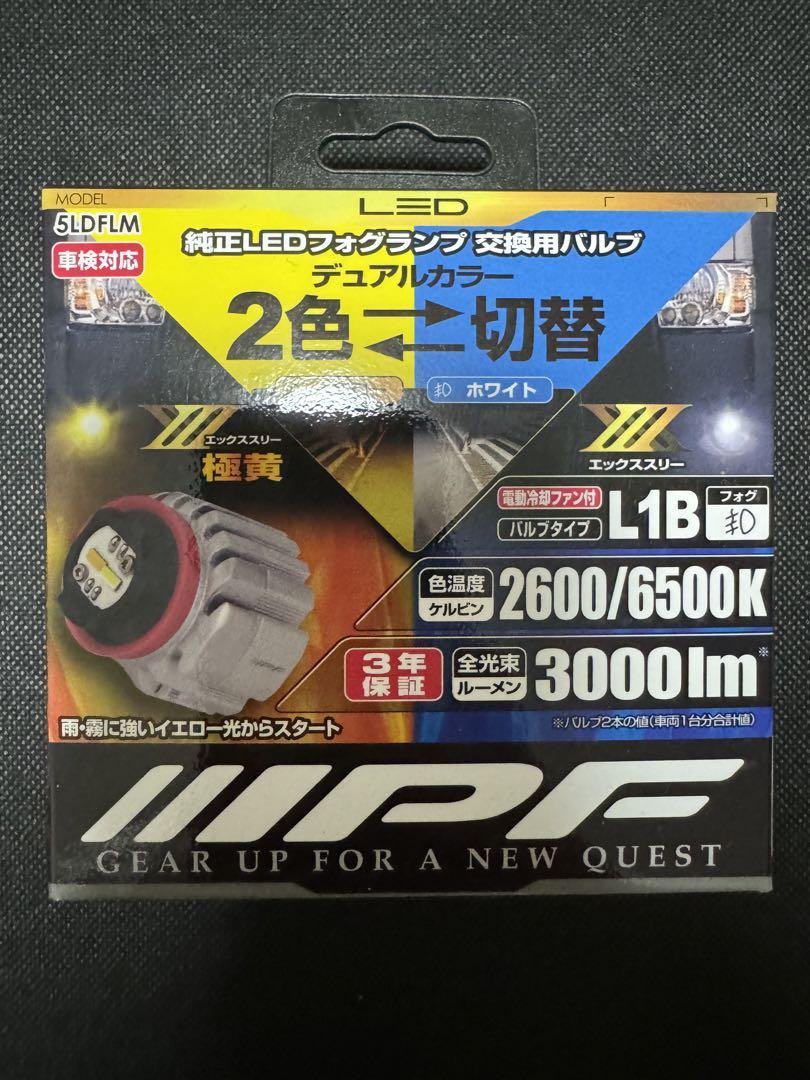 MODEL
5LDFLM
車検対応
LED
純正LEDフォグランプ 交換用バルブ
デュアルカラー
2色⇄切替
ホワイト
エックススリー
極黄
エックススリー
電動冷却ファン付
バルブタイプ
L1B
フォグ
色温度
ケルビン
2600/6500K
3年
保証
全光束
ルーメン
3000lm※
※バルブ2本の値(車両1台分合計値)
雨・霧に強いイエロー光からスタート
IPF
GEAR UP FOR A NEW QUEST